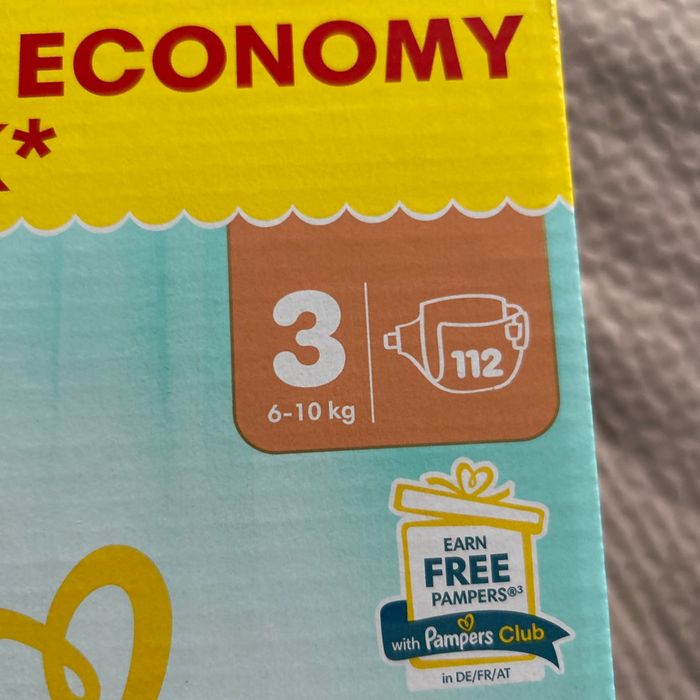 ECONOMY
*
3
6-10 kg
112
EARN
FREE
PAMPERS®³
with Pampers Club
in DE/FR/AT